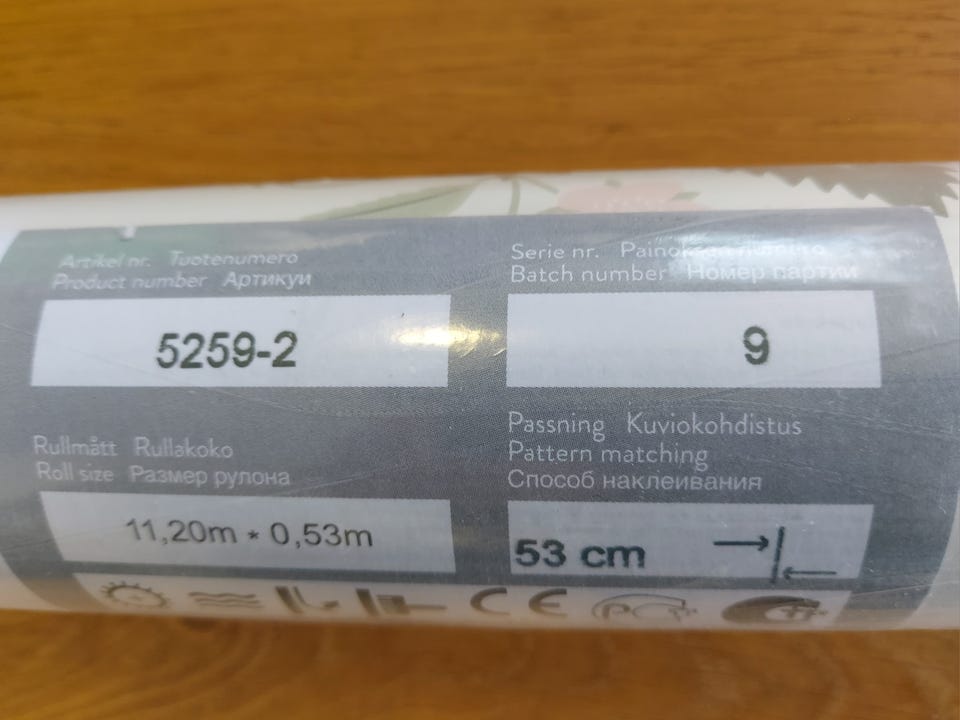 Artikel nr. Tuotenumero
Product number Артикуи
5259-2
Serie nr.
Batch number Номер партии
9
Rullmått Rullakoko
Roll size Размер рулона
11,20m * 0,53m
Passning Kuviokohdistus
Pattern matching
Способ наклеивания
53 cm
CE